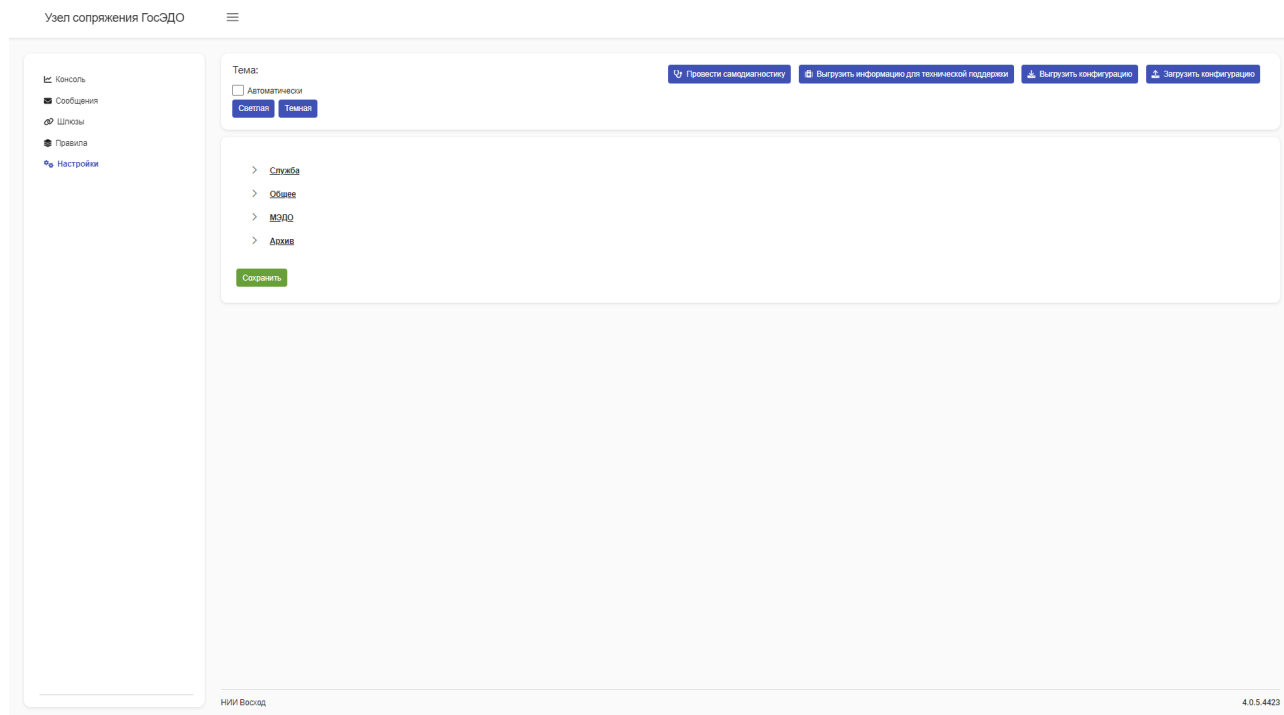 Узел сопряжения ГосЭДО
Консоль
Сообщения
Шлюзы
Правила
Настройки
Тема:
Автоматически
Светлая Темная
Провести самодиагностику Выгрузить информацию для технической поддержки Выгрузить конфигурацию Загрузить конфигурацию
Служба
Общее
МЭДО
Архив
Сохранить
НИИ Восход 4.0.5.4423